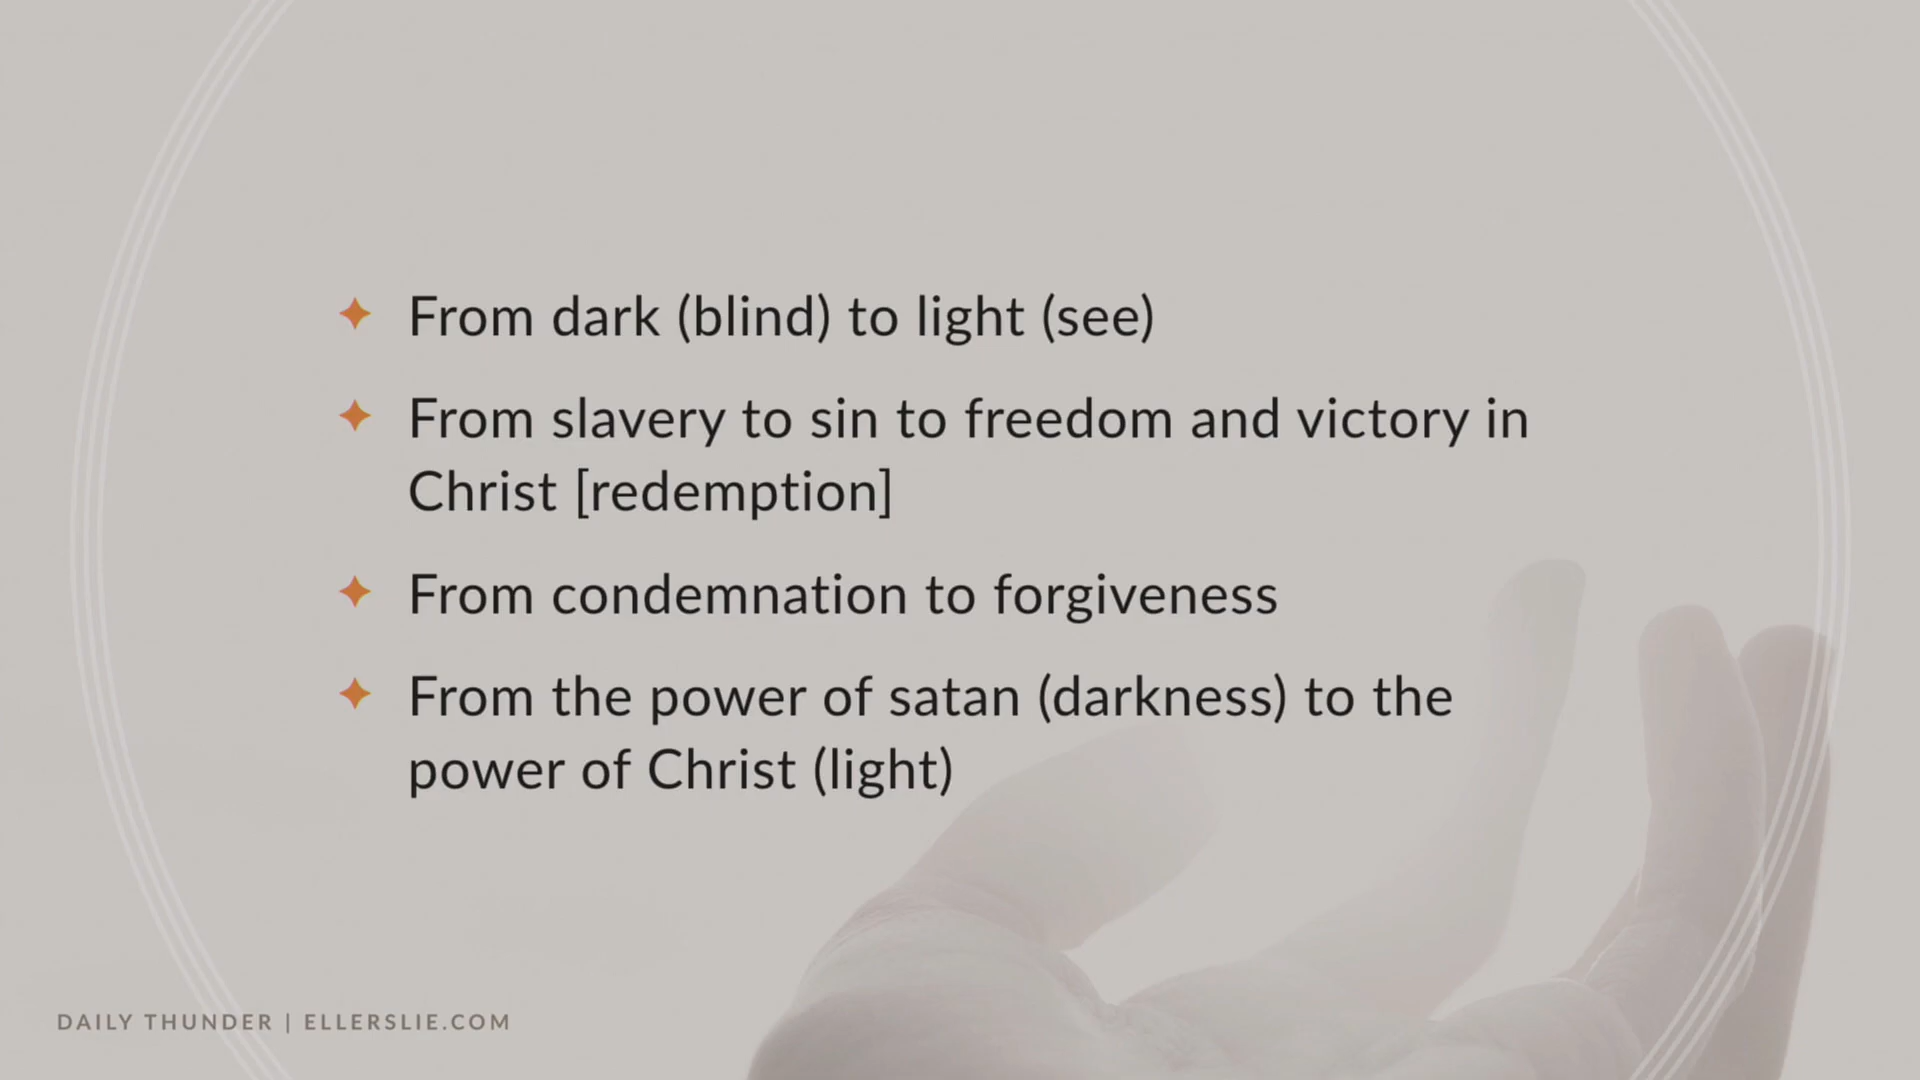 From dark (blind) to light (see)
From slavery to sin to freedom and victory in
Christ [redemption]
From condemnation to forgiveness
From the power of satan (darkness) to the
power of Christ (light)
DAILY THUNDER | ELLERSLIE.COM